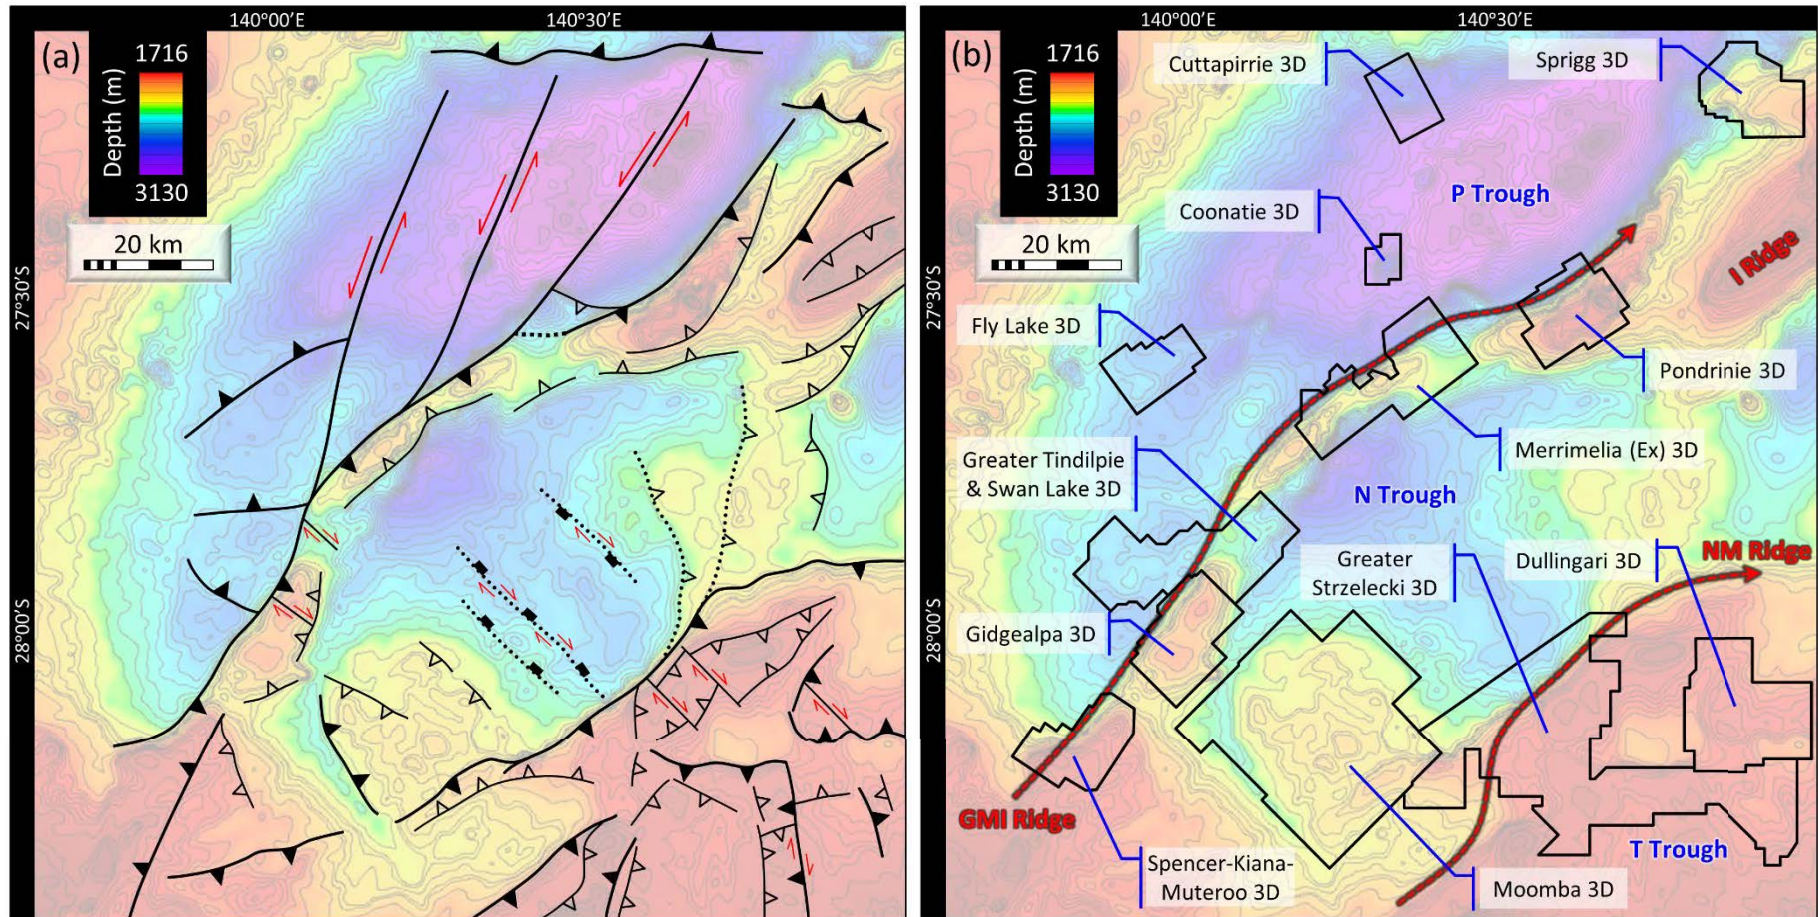 140°00’E
140°30’E
(a)
1716
Depth (m)
3130
20 km
27°30’S
28°00’S
140°00’E
140°30’E
(b)
1716
Depth (m)
3130
20 km
27°30’S
28°00’S
Cuttapirrie 3D
Sprigg 3D
P Trough
Coonatie 3D
I Ridge
Fly Lake 3D
Pondrinie 3D
Merrimelia (Ex) 3D
Greater Tindilpie
& Swan Lake 3D
N Trough
Greater
Strzelecki 3D
Dullingari 3D
NM Ridge
Gidgealpa 3D
GMI Ridge
T Trough
Spencer-Kiana-
Muteroo 3D
Moomba 3D